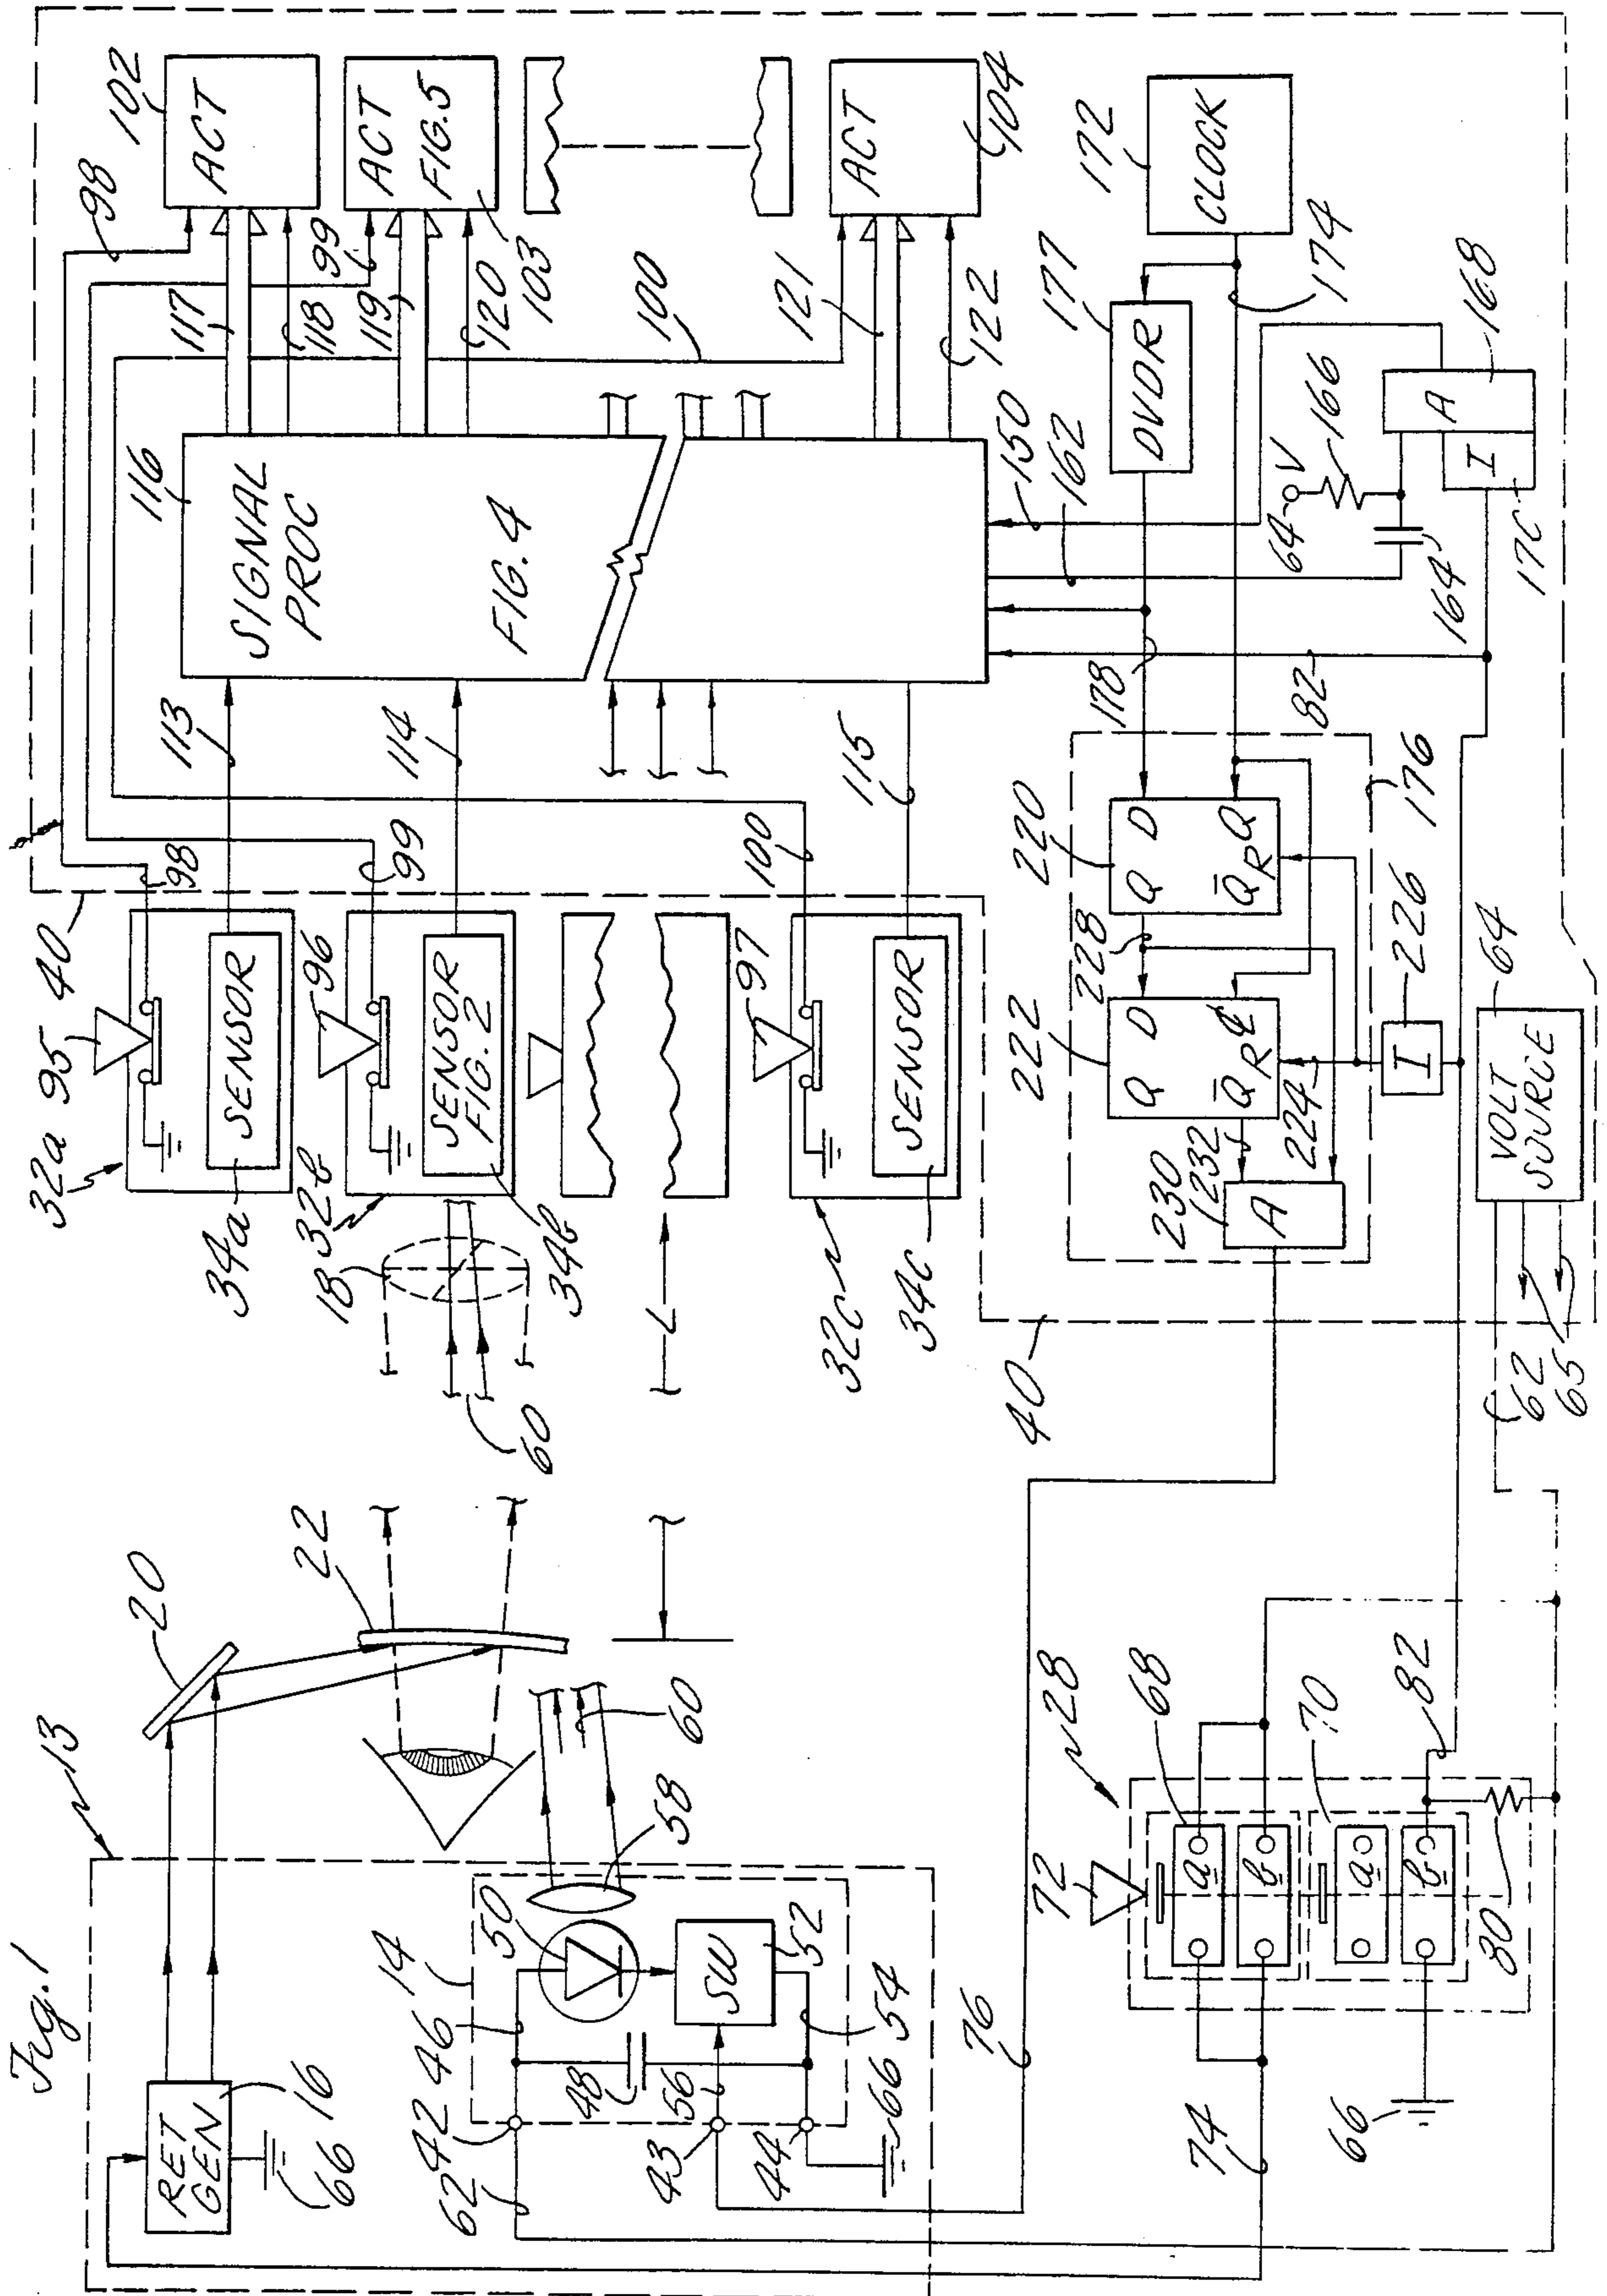 Fig. 1
13
RET
GEN
16
66
20
22
14
46
42
62
48
50
58
60
SW
52
43
56
44
54
66
76
74
72
28
68
a
b
70
a
b
80
82
66
32a
95
40
98
SENSOR
34a
18
32b
96
99
SENSOR
FIG. 2
34b
60
L
97
100
32c
SENSOR
34c
40
113
114
115
116
SIGNAL
PROC
FIG. 4
98
102
ACT
117
118
99
119
ACT
FIG. 5
120
103
100
121
122
ACT
104
150
162
177
DVDR
172
CLOCK
174
178
82
64
V
166
164
A
I
168
17C
222
228
220
Q
D
Q̄
R
₵
Q
D
Q̄
R
Q
230
232
A
224
226
I
176
62
65
VOLT
SOURCE
64